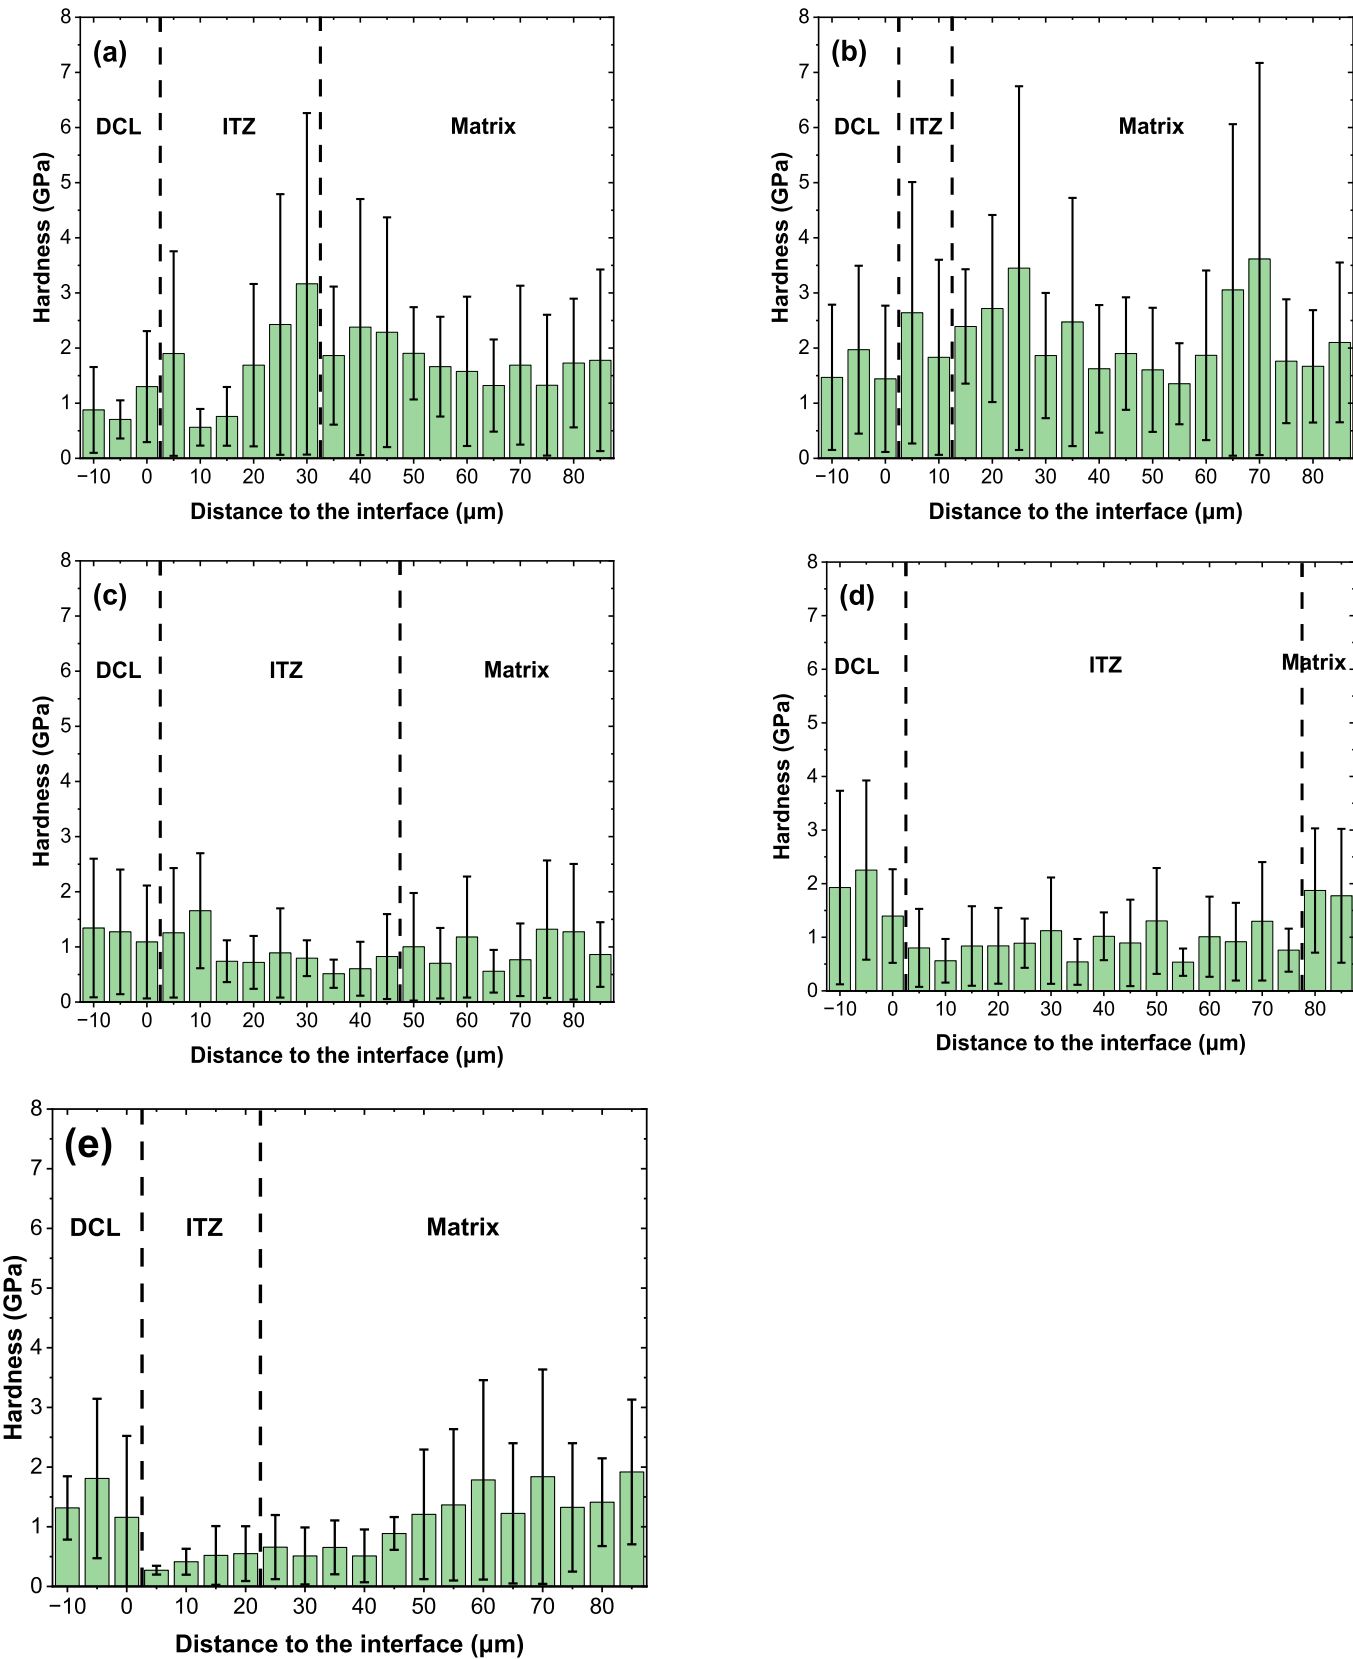 (a)
DCL ITZ Matrix
8
7
6
5
4
3
2
1
0
Hardness (GPa)
−10 0 10 20 30 40 50 60 70 80
Distance to the interface (μm)
(b)
DCL ITZ Matrix
8
7
6
5
4
3
2
1
0
Hardness (GPa)
−10 0 10 20 30 40 50 60 70 80
Distance to the interface (μm)
(c)
DCL ITZ Matrix
8
7
6
5
4
3
2
1
0
Hardness (GPa)
−10 0 10 20 30 40 50 60 70 80
Distance to the interface (μm)
(d)
DCL ITZ Matrix
8
7
6
5
4
3
2
1
0
Hardness (GPa)
−10 0 10 20 30 40 50 60 70 80
Distance to the interface (μm)
(e)
DCL ITZ Matrix
8
7
6
5
4
3
2
1
0
Hardness (GPa)
−10 0 10 20 30 40 50 60 70 80
Distance to the interface (μm)